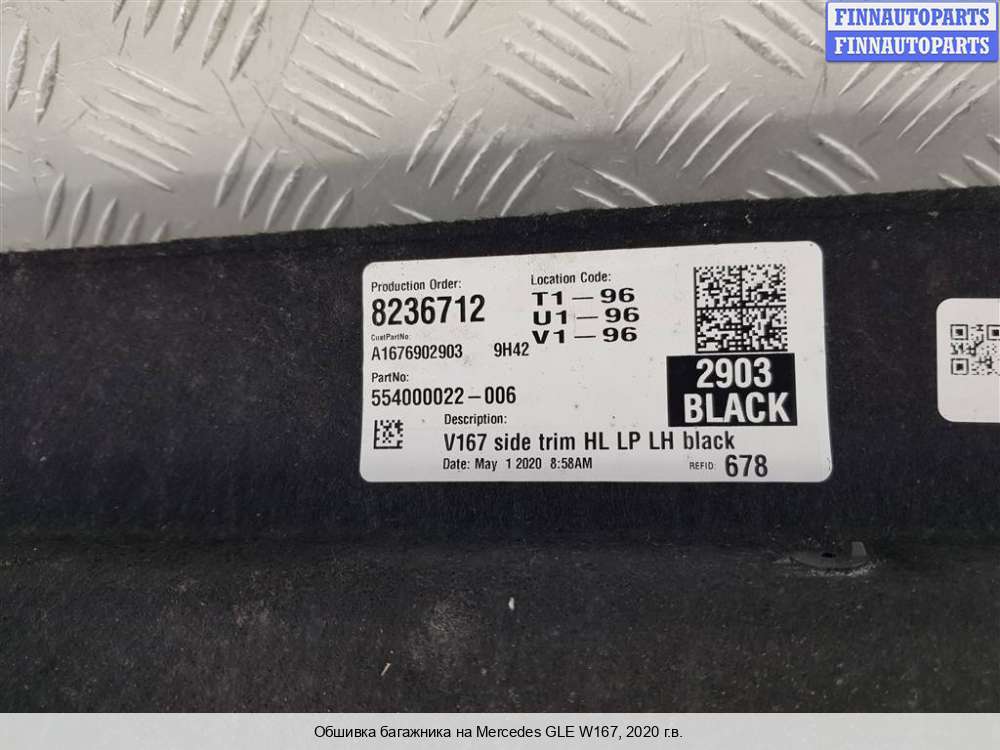 FINNAUTOPARTS
FINNAUTOPARTS
Production Order:
8236712
Location Code:
T1-96
U1-96
V1-96
CustPartNo:
A1676902903 9H42
PartNo:
554000022-006
2903
BLACK
Description:
V167 side trim HL LP LH black
Date: May 1 2020 8:58AM
REFID: 678
Обшивка багажника на Mercedes GLE W167, 2020 г.в.